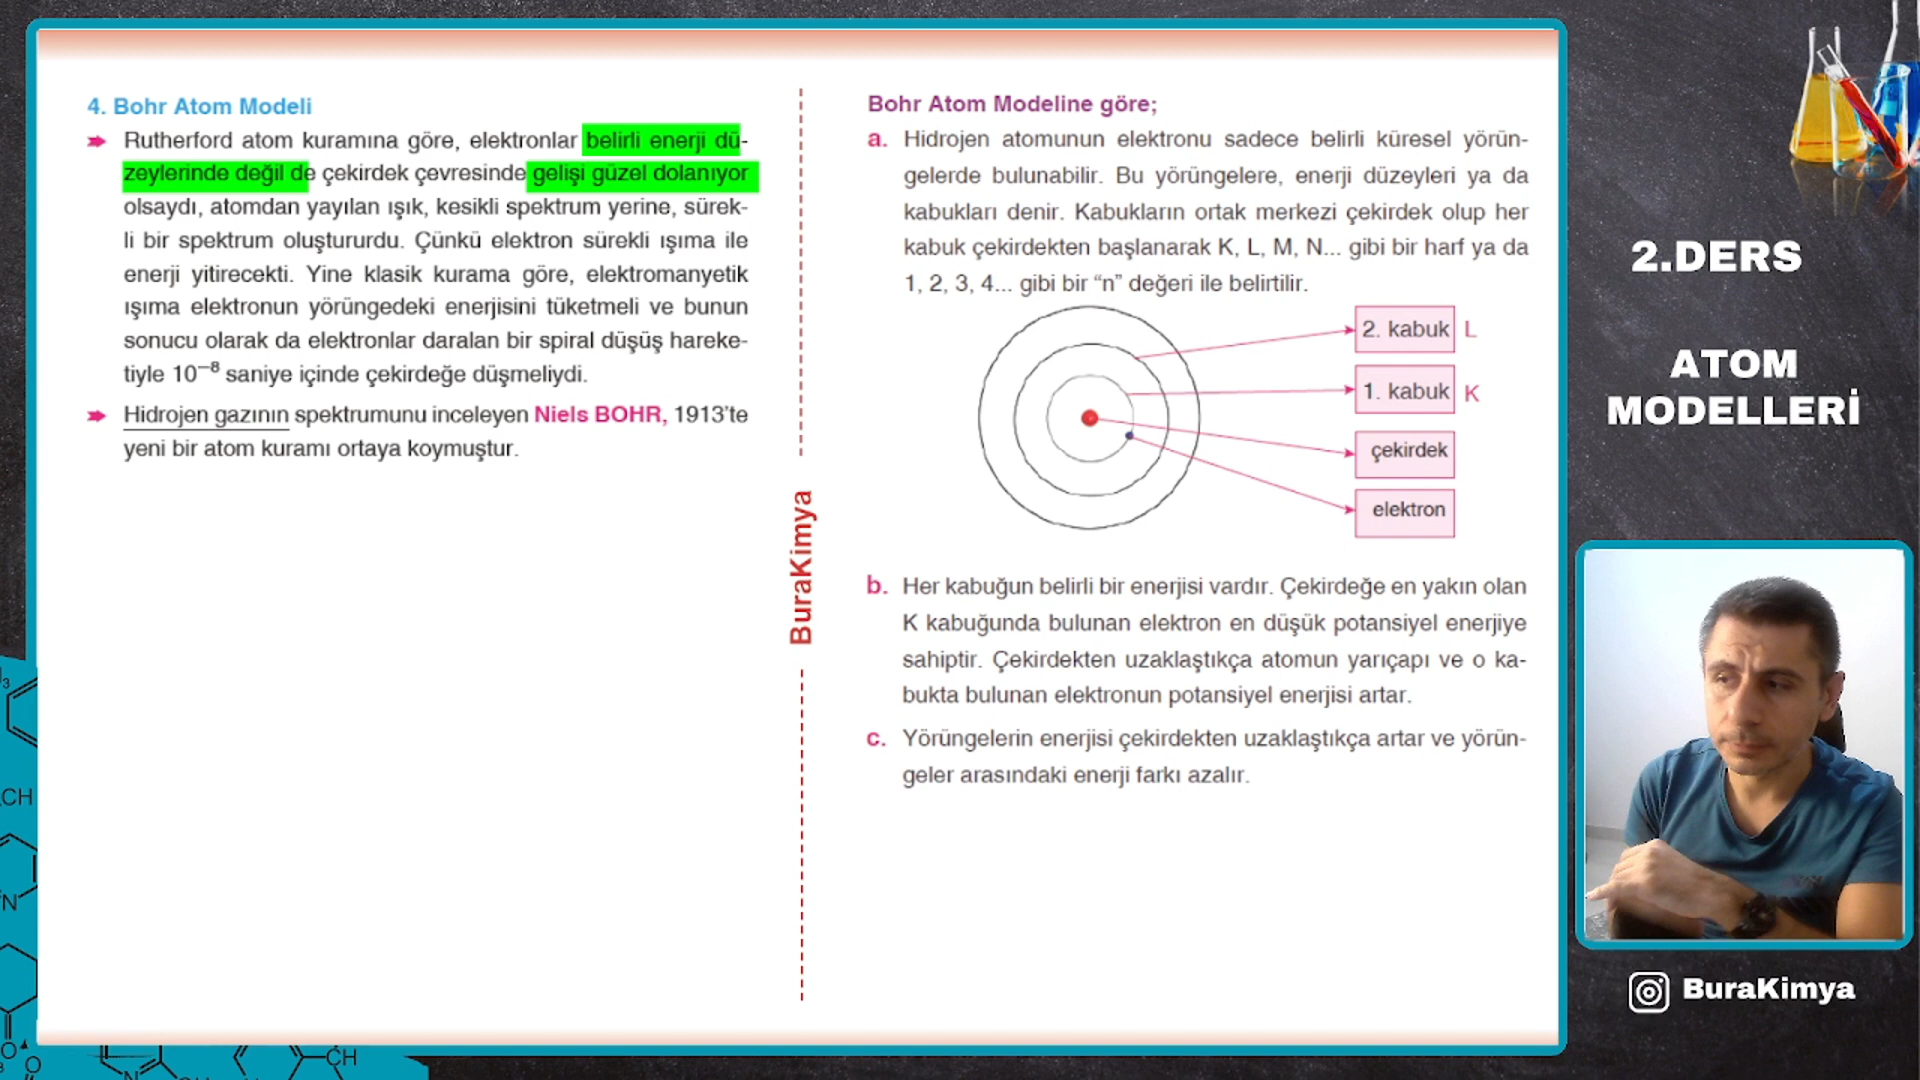 4. Bohr Atom Modeli
Rutherford atom kuramına göre, elektronlar belirli enerji dü-
zeylerinde değil de çekirdek çevresinde gelişi güzel dolanıyor
olsaydı, atomdan yayılan ışık, kesikli spektrum yerine, sürek-
li bir spektrum oluştururdu. Çünkü elektron sürekli ışıma ile
enerji yitirecekti. Yine klasik kurama göre, elektromanyetik
ışıma elektronun yörüngedeki enerjisini tüketmeli ve bunun
sonucu olarak da elektronlar daralan bir spiral düşüş hareke-
tiyle 10⁻⁸ saniye içinde çekirdeğe düşmeliydi.
Hidrojen gazının spektrumunu inceleyen Niels BOHR, 1913'te
yeni bir atom kuramı ortaya koymuştur.
BuraKimya
Bohr Atom Modeline göre;
a. Hidrojen atomunun elektronu sadece belirli küresel yörün-
gelerde bulunabilir. Bu yörüngelere, enerji düzeyleri ya da
kabukları denir. Kabukların ortak merkezi çekirdek olup her
kabuk çekirdekten başlanarak K, L, M, N... gibi bir harf ya da
1, 2, 3, 4... gibi bir “n” değeri ile belirtilir.
2. kabuk L
1. kabuk K
çekirdek
elektron
b. Her kabuğun belirli bir enerjisi vardır. Çekirdeğe en yakın olan
K kabuğunda bulunan elektron en düşük potansiyel enerjiye
sahiptir. Çekirdekten uzaklaştıkça atomun yarıçapı ve o ka-
bukta bulunan elektronun potansiyel enerjisi artar.
c. Yörüngelerin enerjisi çekirdekten uzaklaştıkça artar ve yörün-
geler arasındaki enerji farkı azalır.
2.DERS
ATOM
MODELLERİ
BuraKimya
CH
N
O
O
CH